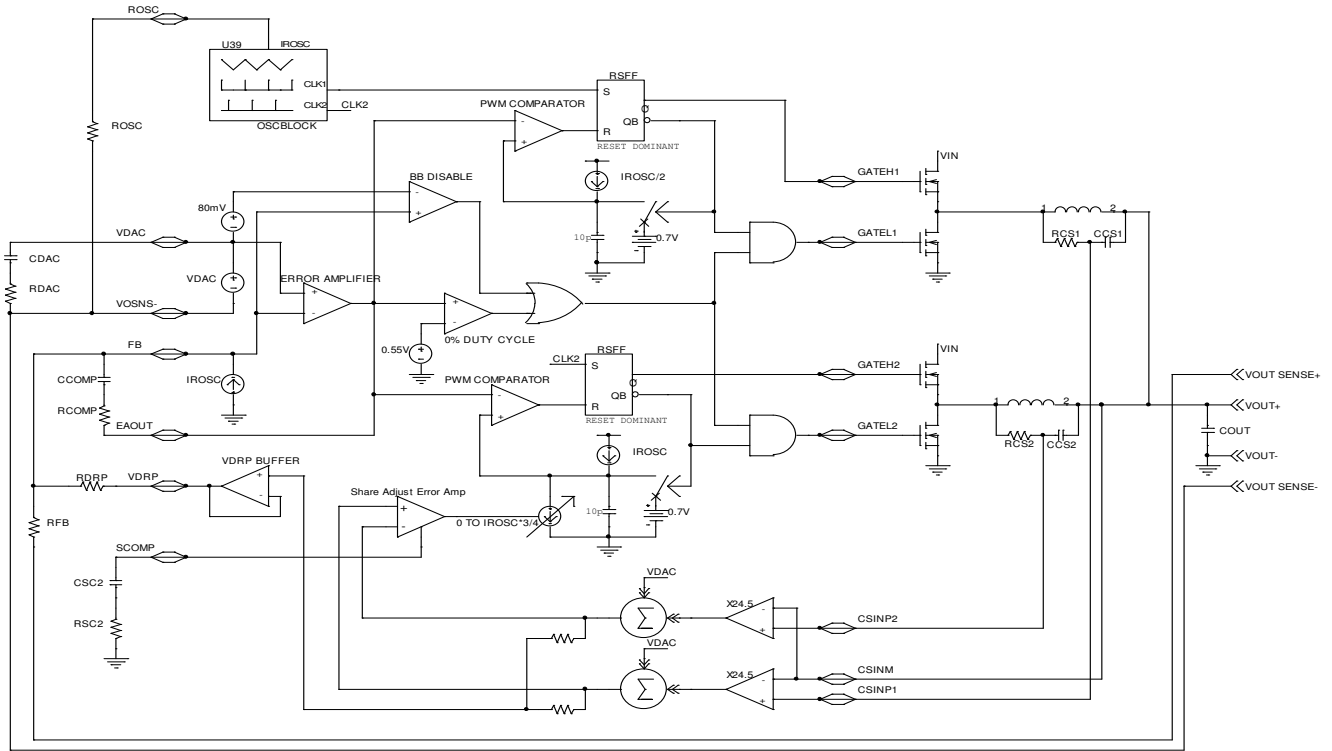 ROSC
U39
IROSC
CLK1
CLK2
CLK2
OSCBLOCK
ROSC
RSFF
S
QB
R
RESET DOMINANT
PWM COMPARATOR
-
+
IROSC/2
10p
0.7V
BB DISABLE
-
+
80mV
VDAC
CDAC
RDAC
VDAC
VOSNS-
ERROR AMPLIFIER
+
-
+
-
0% DUTY CYCLE
0.55V
FB
CCOMP
RCOMP
IROSC
EAOUT
CLK2
RSFF
S
QB
R
RESET DOMINANT
PWM COMPARATOR
-
+
IROSC
10p
0.7V
GATEH1
VIN
GATEL1
1
2
RCS1
CCS1
GATEH2
VIN
GATEL2
1
2
RCS2
CCS2
VOUT SENSE+
VOUT+
COUT
VOUT-
VOUT SENSE-
RDRP
VDRP
VDRP BUFFER
+
-
RFB
Share Adjust Error Amp
+
-
0 TO IROSC*3/4
SCOMP
CSC2
RSC2
VDAC
Σ
X24.5
-
+
CSINP2
VDAC
Σ
X24.5
-
+
CSINM
CSINP1